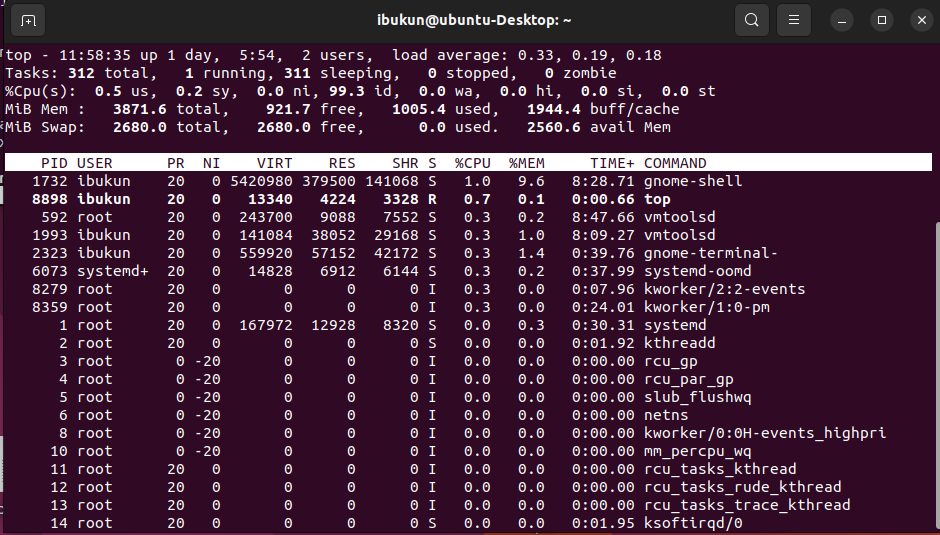 ibukun@ubuntu-Desktop: ~
top - 11:58:35 up 1 day,  5:54,  2 users,  load average: 0.33, 0.19, 0.18
Tasks: 312 total,   1 running, 311 sleeping,   0 stopped,   0 zombie
%Cpu(s):  0.5 us,  0.2 sy,  0.0 ni, 99.3 id,  0.0 wa,  0.0 hi,  0.0 si,  0.0 st
MiB Mem :   3871.6 total,    921.7 free,   1005.4 used,   1944.4 buff/cache
MiB Swap:   2680.0 total,   2680.0 free,      0.0 used.   2560.6 avail Mem
    PID USER      PR  NI    VIRT    RES    SHR S  %CPU  %MEM     TIME+ COMMAND
   1732 ibukun    20   0 5420980 379500 141068 S   1.0   9.6   8:28.71 gnome-shell
   8898 ibukun    20   0   13340   4224   3328 R   0.7   0.1   0:00.66 top
    592 root      20   0  243700   9088   7552 S   0.3   0.2   8:47.66 vmtoolsd
   1993 ibukun    20   0  141084  38052  29168 S   0.3   1.0   8:09.27 vmtoolsd
   2323 ibukun    20   0  559920  57152  42172 S   0.3   1.4   0:39.76 gnome-terminal-
   6073 systemd+  20   0   14828   6912   6144 S   0.3   0.2   0:37.99 systemd-oomd
   8279 root      20   0       0      0      0 I   0.3   0.0   0:07.96 kworker/2:2-events
   8359 root      20   0       0      0      0 I   0.3   0.0   0:24.01 kworker/1:0-pm
      1 root      20   0  167972  12928   8320 S   0.0   0.3   0:30.31 systemd
      2 root      20   0       0      0      0 S   0.0   0.0   0:01.92 kthreadd
      3 root       0 -20       0      0      0 I   0.0   0.0   0:00.00 rcu_gp
      4 root       0 -20       0      0      0 I   0.0   0.0   0:00.00 rcu_par_gp
      5 root       0 -20       0      0      0 I   0.0   0.0   0:00.00 slub_flushwq
      6 root       0 -20       0      0      0 I   0.0   0.0   0:00.00 netns
      8 root       0 -20       0      0      0 I   0.0   0.0   0:00.00 kworker/0:0H-events_highpri
     10 root       0 -20       0      0      0 I   0.0   0.0   0:00.00 mm_percpu_wq
     11 root      20   0       0      0      0 I   0.0   0.0   0:00.00 rcu_tasks_kthread
     12 root      20   0       0      0      0 I   0.0   0.0   0:00.00 rcu_tasks_rude_kthread
     13 root      20   0       0      0      0 I   0.0   0.0   0:00.00 rcu_tasks_trace_kthread
     14 root      20   0       0      0      0 S   0.0   0.0   0:01.95 ksoftirqd/0